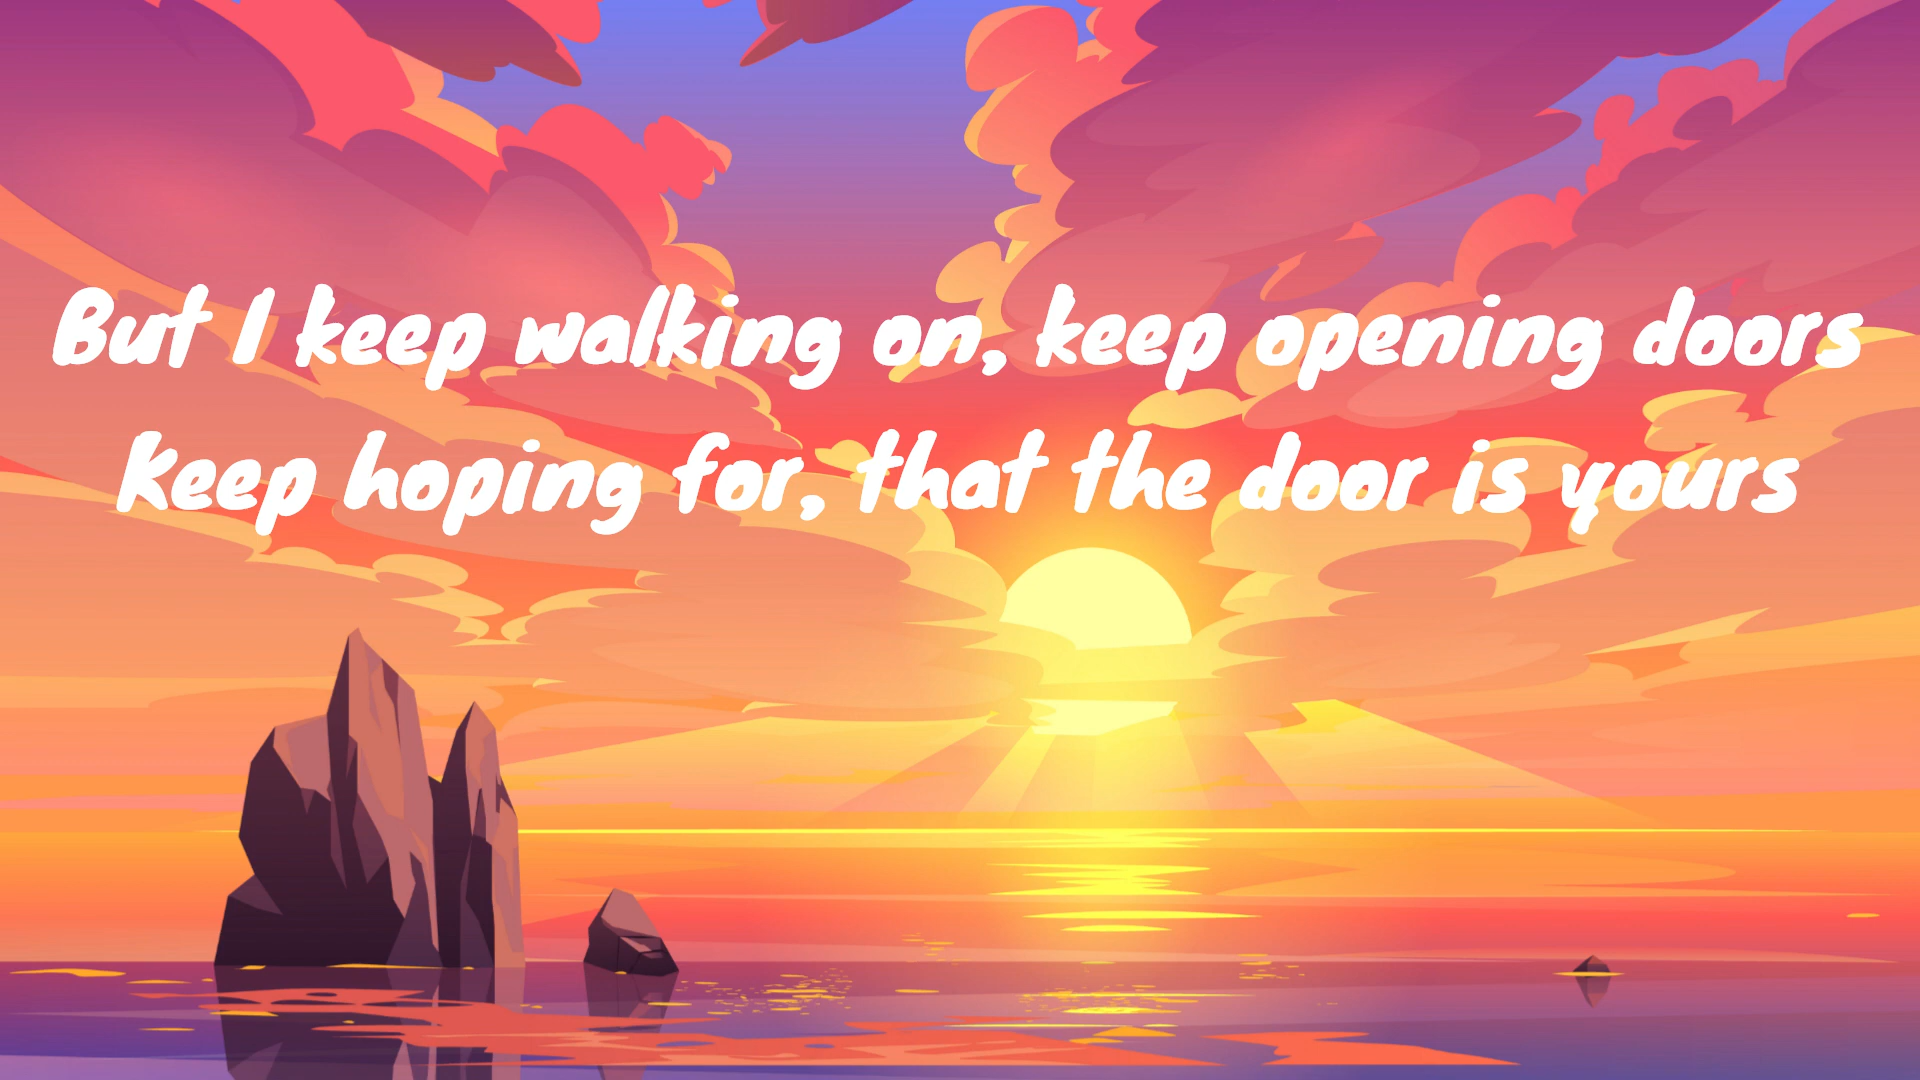 But I keep walking on, keep opening doors
Keep hoping for, that the door is yours